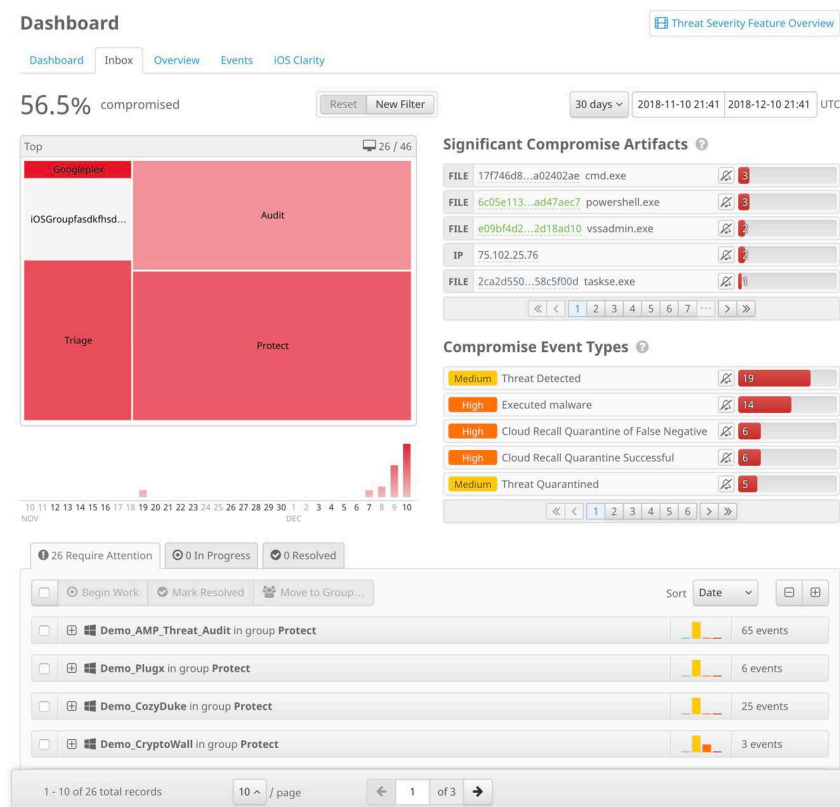 Dashboard
Threat Severity Feature Overview
Dashboard Inbox Overview Events iOS Clarity
56.5% compromised
Reset New Filter
30 days 2018-11-10 21:41 2018-12-10 21:41 UTC
Top 26 / 46
Googleplex
iOSGroupfasdkfhsd...
Audit
Triage
Protect
10 11 12 13 14 15 16 17 18 19 20 21 22 23 24 25 26 27 28 29 30 1 2 3 4 5 6 7 8 9 10
NOV DEC
Significant Compromise Artifacts ?
FILE 17f746d8...a02402ae cmd.exe 3
FILE 6c05e113...ad47aec7 powershell.exe 3
FILE e09bf4d2...2d18ad10 vssadmin.exe 2
IP 75.102.25.76 2
FILE 2ca2d550...58c5f00d taskse.exe 1
« < 1 2 3 4 5 6 7 ... > »
Compromise Event Types ?
Medium Threat Detected 19
High Executed malware 14
High Cloud Recall Quarantine of False Negative 6
High Cloud Recall Quarantine Successful 6
Medium Threat Quarantined 5
« < 1 2 3 4 5 6 > »
26 Require Attention 0 In Progress 0 Resolved
Begin Work Mark Resolved Move to Group... Sort Date
Demo_AMP_Threat_Audit in group Protect 65 events
Demo_Plugx in group Protect 6 events
Demo_CozyDuke in group Protect 25 events
Demo_CryptoWall in group Protect 3 events
1 - 10 of 26 total records 10 / page 1 of 3